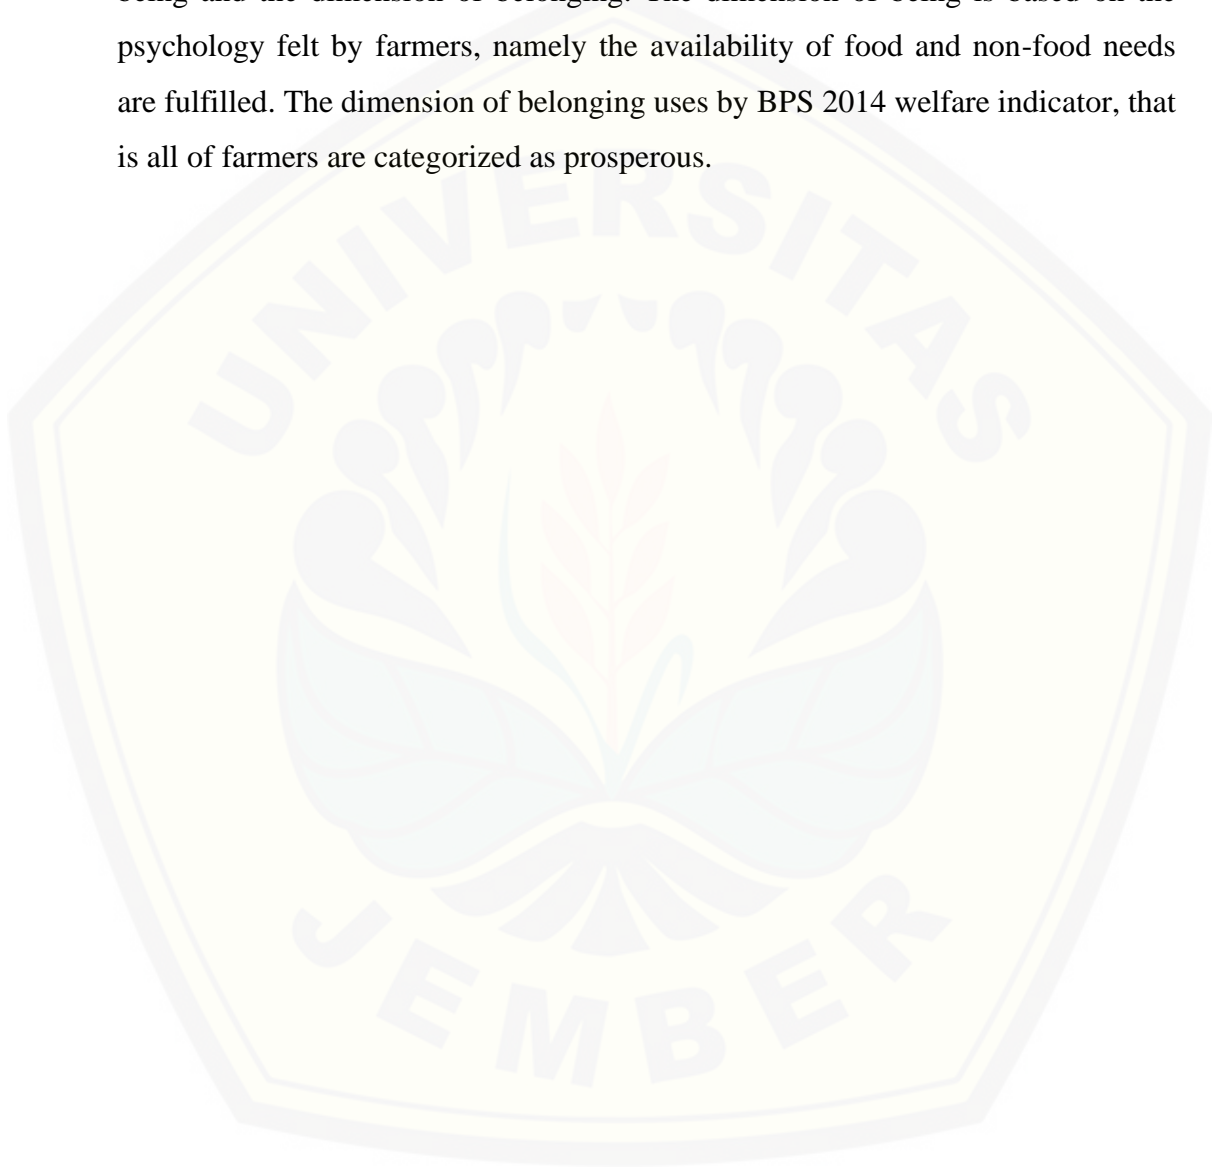 being and the dimension of belonging. The dimension of being is based on the
psychology felt by farmers, namely the availability of food and non-food needs
are fulfilled. The dimension of belonging uses by BPS 2014 welfare indicator, that
is all of farmers are categorized as prosperous.
UNIVERSITAS
JEMBER